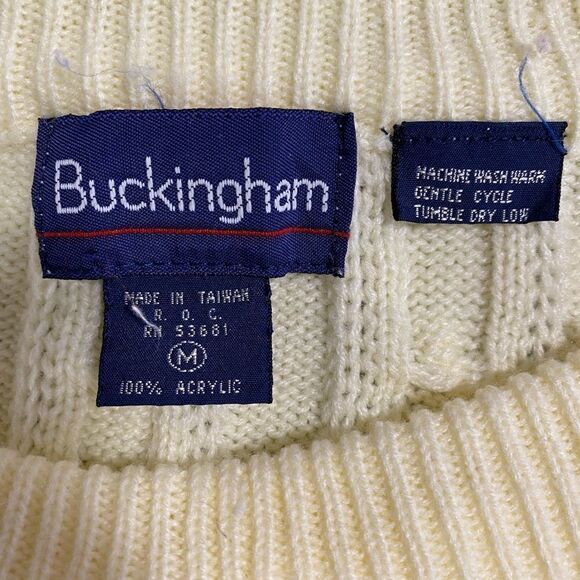 Buckingham
MADE IN TAIWAN
R. O. C.
RN 53681
M
100% ACRYLIC
MACHINE WASH WARM
GENTLE CYCLE
TUMBLE DRY LOW